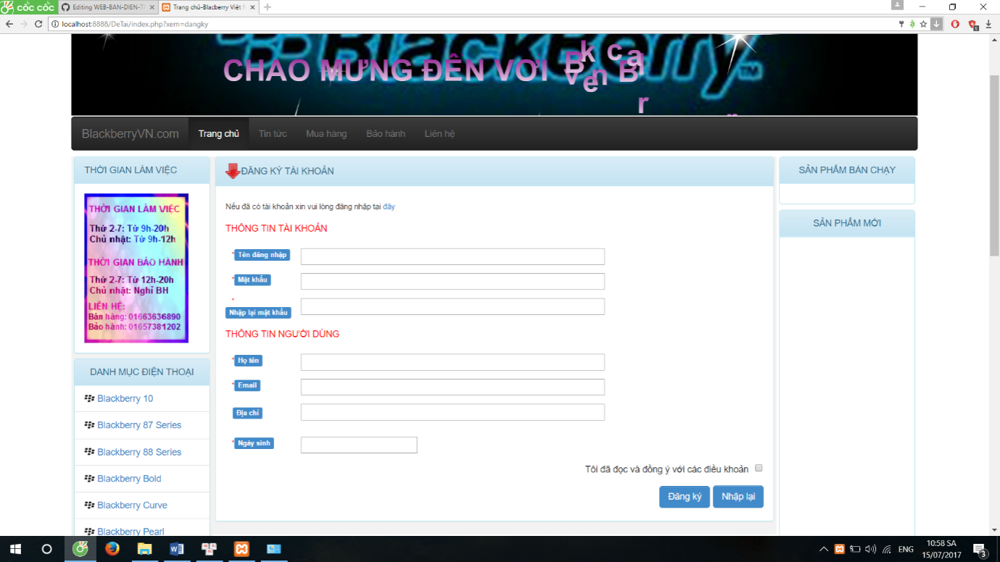 cốc cốc
Editing WEB-BAN-DIEN-T
Trang chủ-Blacberry Việt
localhost:8888/DeTai/index.php?xem=dangky
BlackBerry
CHÀO MỪNG ĐẾN VỚI
BlackberryVN.com
Trang chủ
Tin tức
Mua hàng
Bảo hành
Liên hệ
THỜI GIAN LÀM VIỆC
THỜI GIAN LÀM VIỆC
Thứ 2-7: Từ 9h-20h
Chủ nhật: Từ 9h-12h
THỜI GIAN BẢO HÀNH
Thứ 2-7: Từ 12h-20h
Chủ nhật: Nghỉ BH
LIÊN HỆ:
Bán hàng: 01663636890
Bảo hành: 01657381202
DANH MỤC ĐIỆN THOẠI
Blackberry 10
Blackberry 87 Series
Blackberry 88 Series
Blackberry Bold
Blackberry Curve
Blackberry Pearl
ĐĂNG KÝ TÀI KHOẢN
Nếu đã có tài khoản xin vui lòng đăng nhập tại đây
THÔNG TIN TÀI KHOẢN
*Tên đăng nhập
*Mật khẩu
*
Nhập lại mật khẩu
THÔNG TIN NGƯỜI DÙNG
*Họ tên
*Email
Địa chỉ
*Ngày sinh
Tôi đã đọc và đồng ý với các điều khoản
Đăng ký
Nhập lại
SẢN PHẨM BÁN CHẠY
SẢN PHẨM MỚI
ENG
10:58 SA
15/07/2017
3